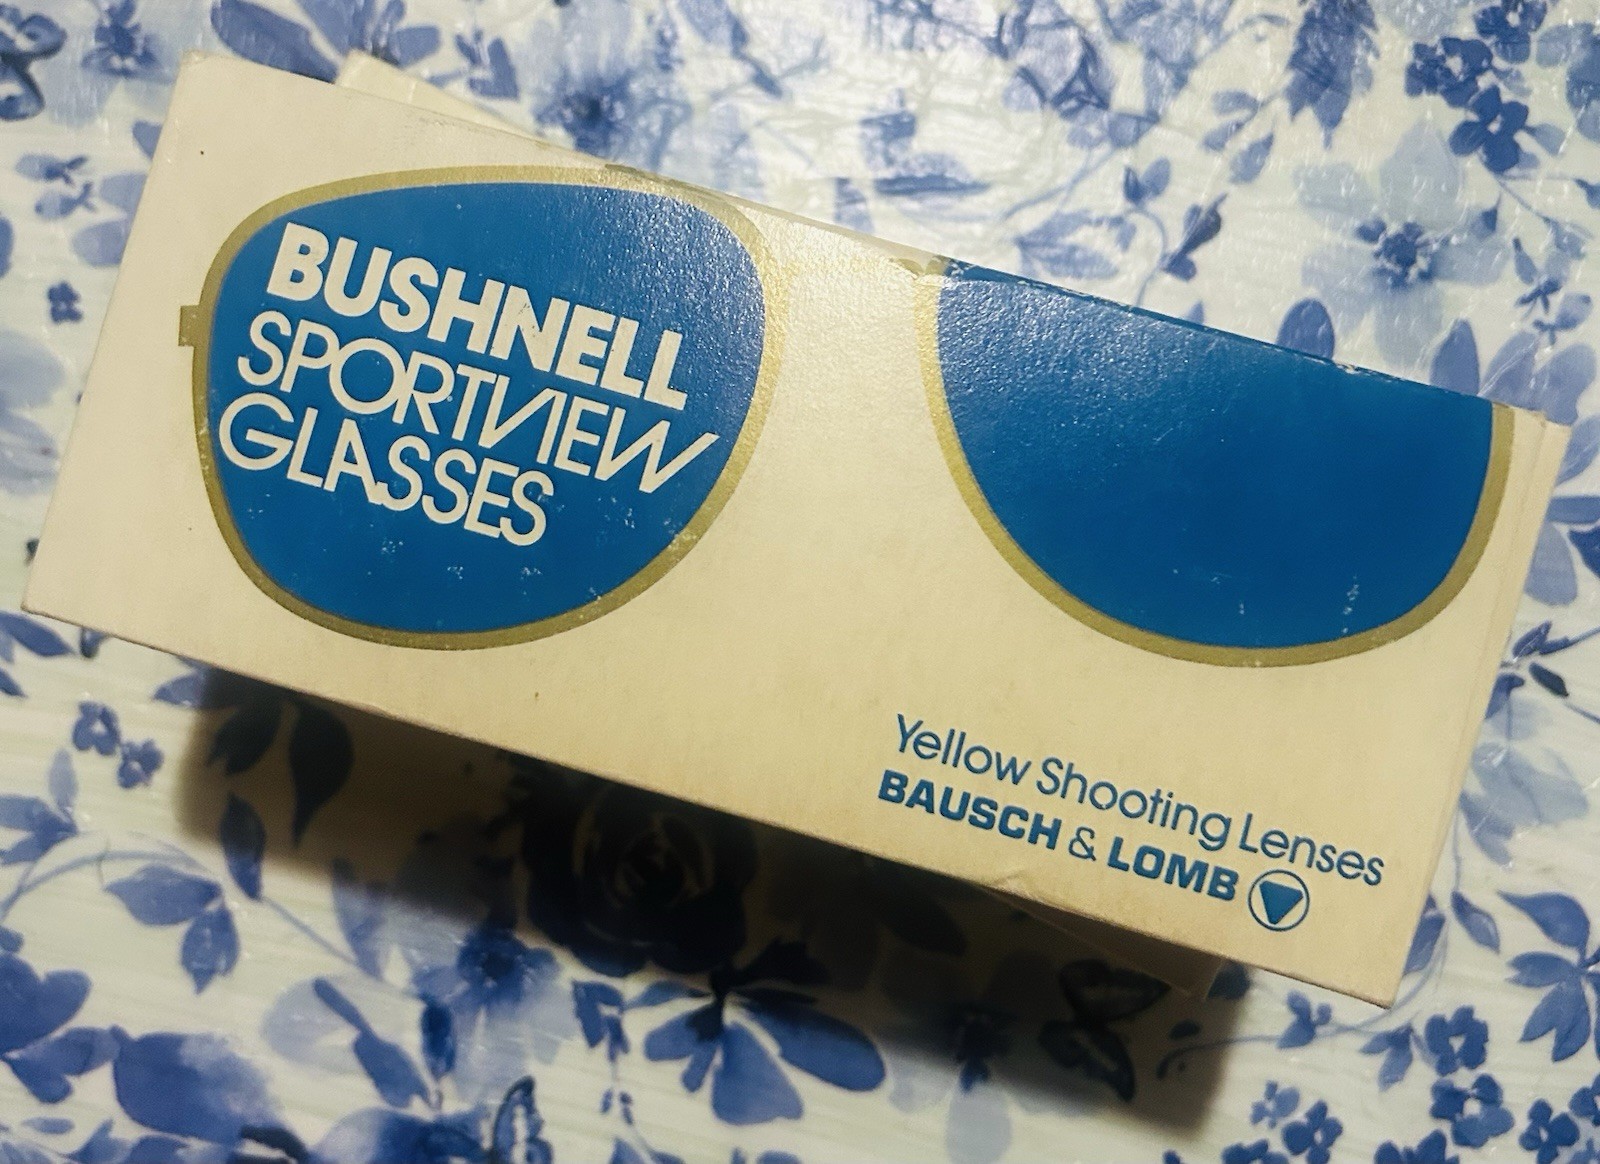 BUSHNELL
SPORTVIEW
GLASSES
Yellow Shooting Lenses
BAUSCH & LOMB